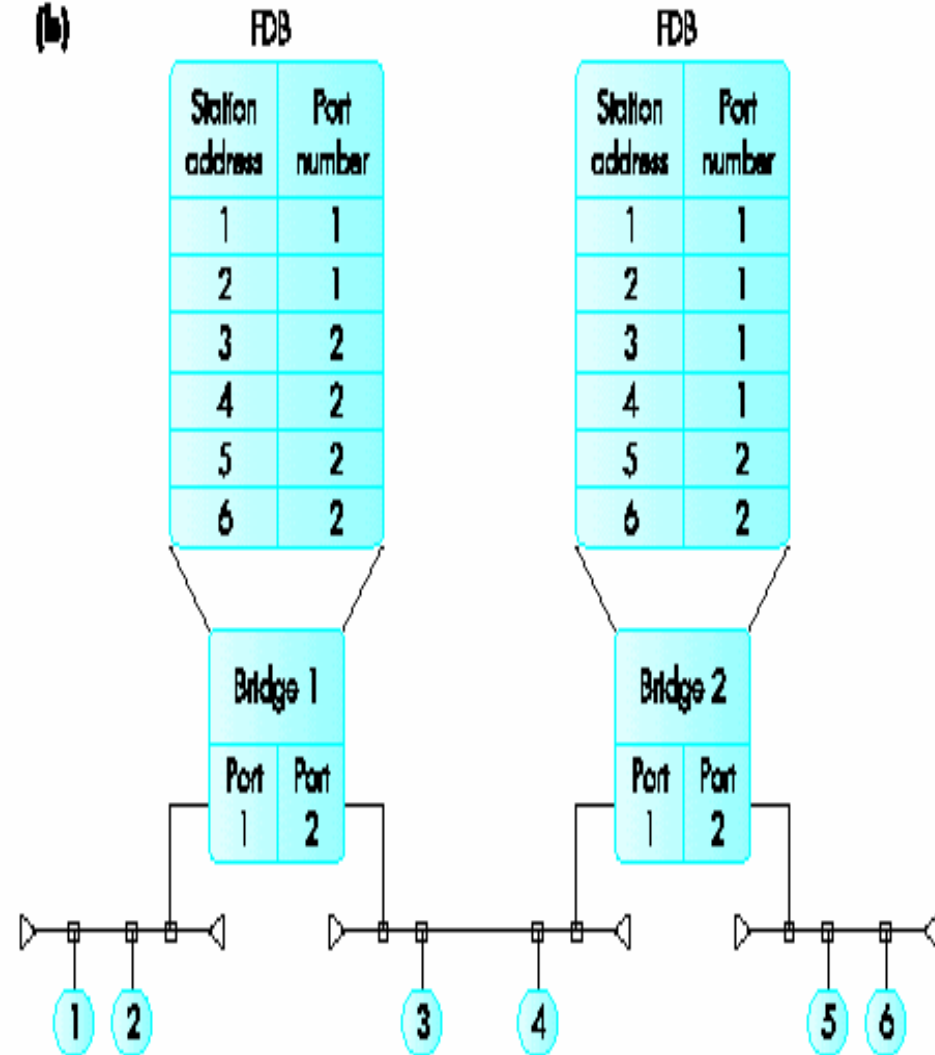 (b)
FDB FDB
Station address Port number Station address Port number
1 1 1 1
2 1 2 1
3 2 3 1
4 2 4 1
5 2 5 2
6 2 6 2
Bridge 1 Bridge 2
Port 1 Port 2 Port 1 Port 2
1 2 3 4 5 6